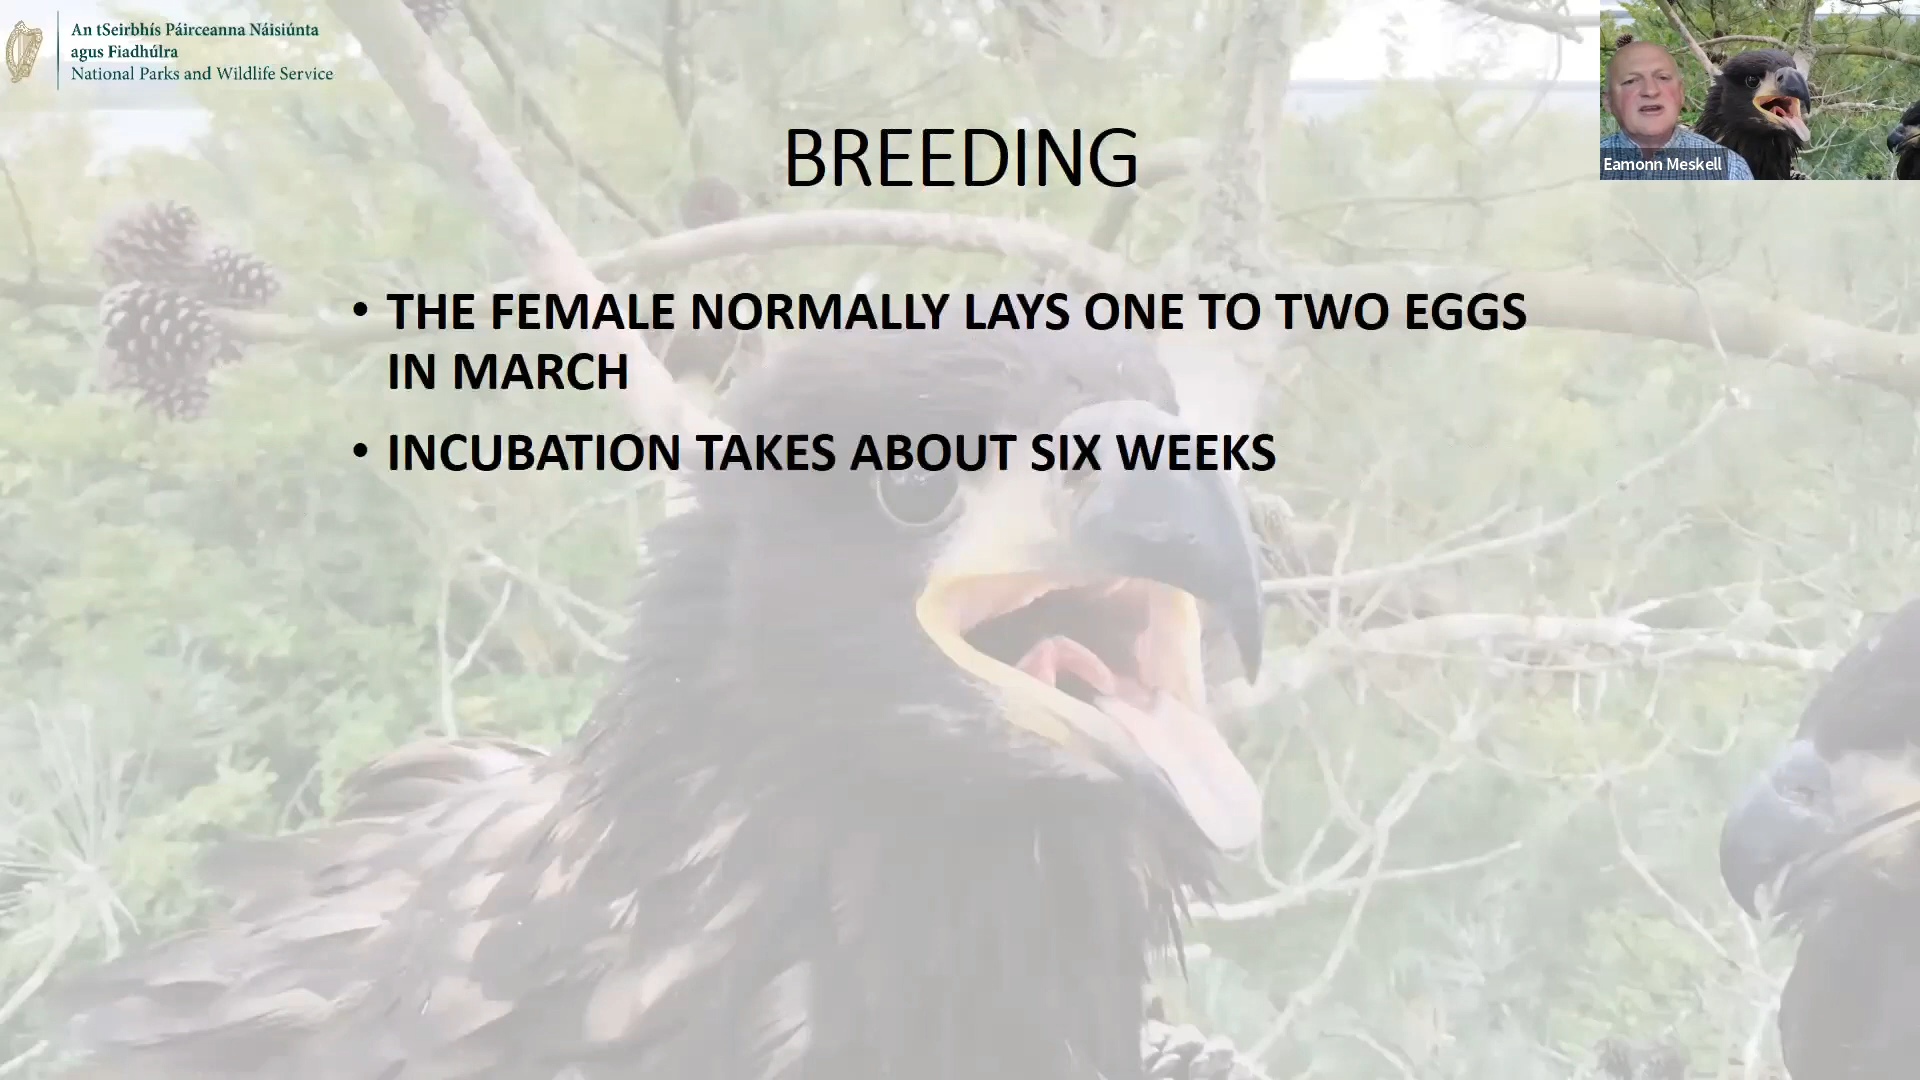 An tSeirbhís Páirceanna Náisiúnta
agus Fiadhúlra
National Parks and Wildlife Service
Eamonn Meskell
BREEDING
• THE FEMALE NORMALLY LAYS ONE TO TWO EGGS
IN MARCH
• INCUBATION TAKES ABOUT SIX WEEKS